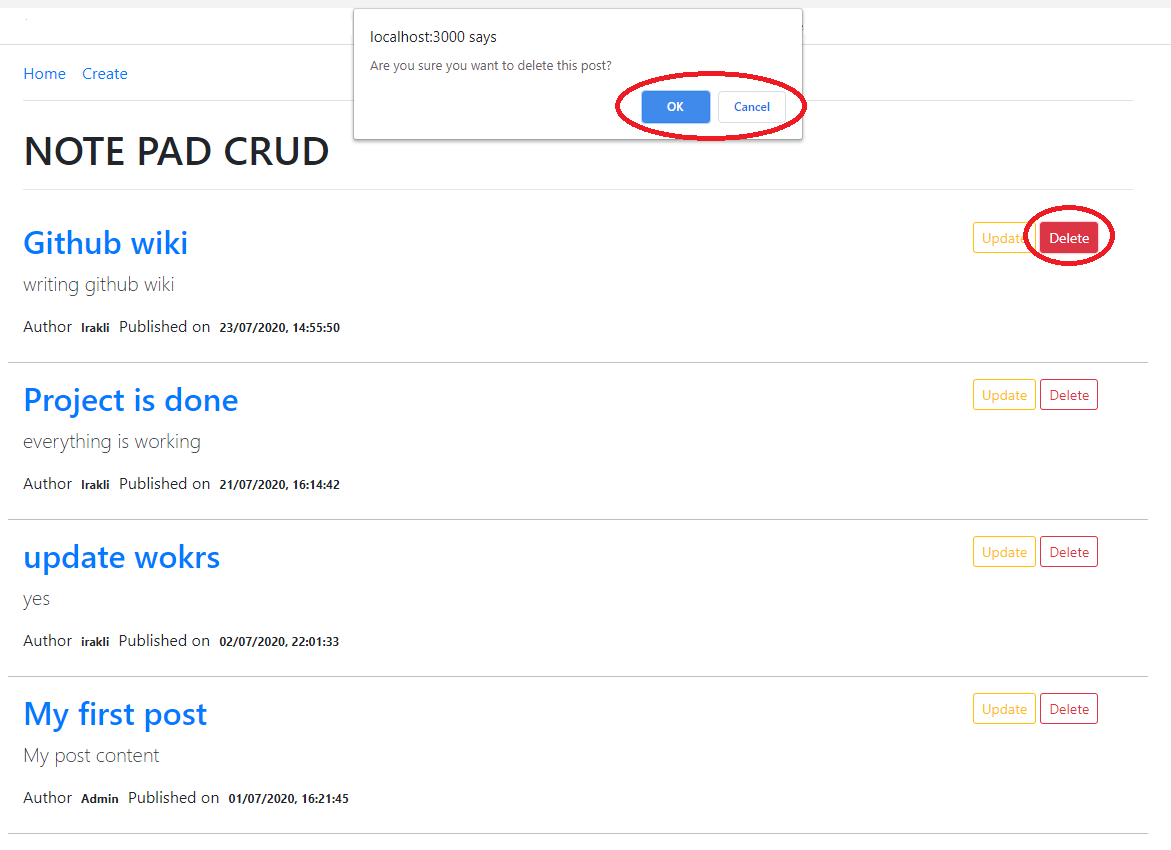 localhost:3000 says
Are you sure you want to delete this post?
OK Cancel
Home Create
NOTE PAD CRUD
Github wiki
Update Delete
writing github wiki
Author Irakli Published on 23/07/2020, 14:55:50
Project is done
Update Delete
everything is working
Author Irakli Published on 21/07/2020, 16:14:42
update wokrs
Update Delete
yes
Author irakli Published on 02/07/2020, 22:01:33
My first post
Update Delete
My post content
Author Admin Published on 01/07/2020, 16:21:45